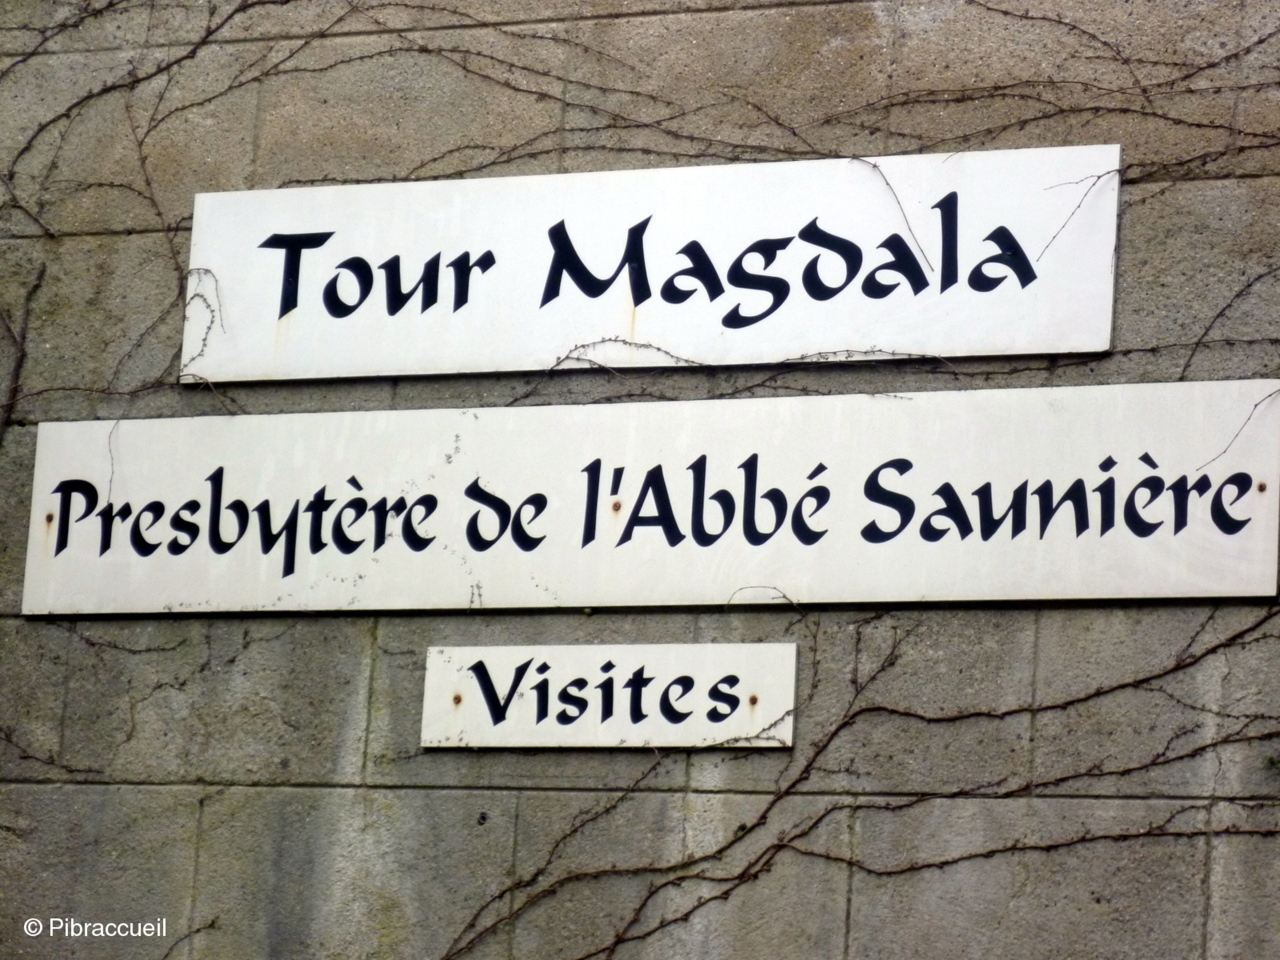 Tour Magdala
Presbytère de l'Abbé Saunière
Visites
© Pibraccueil